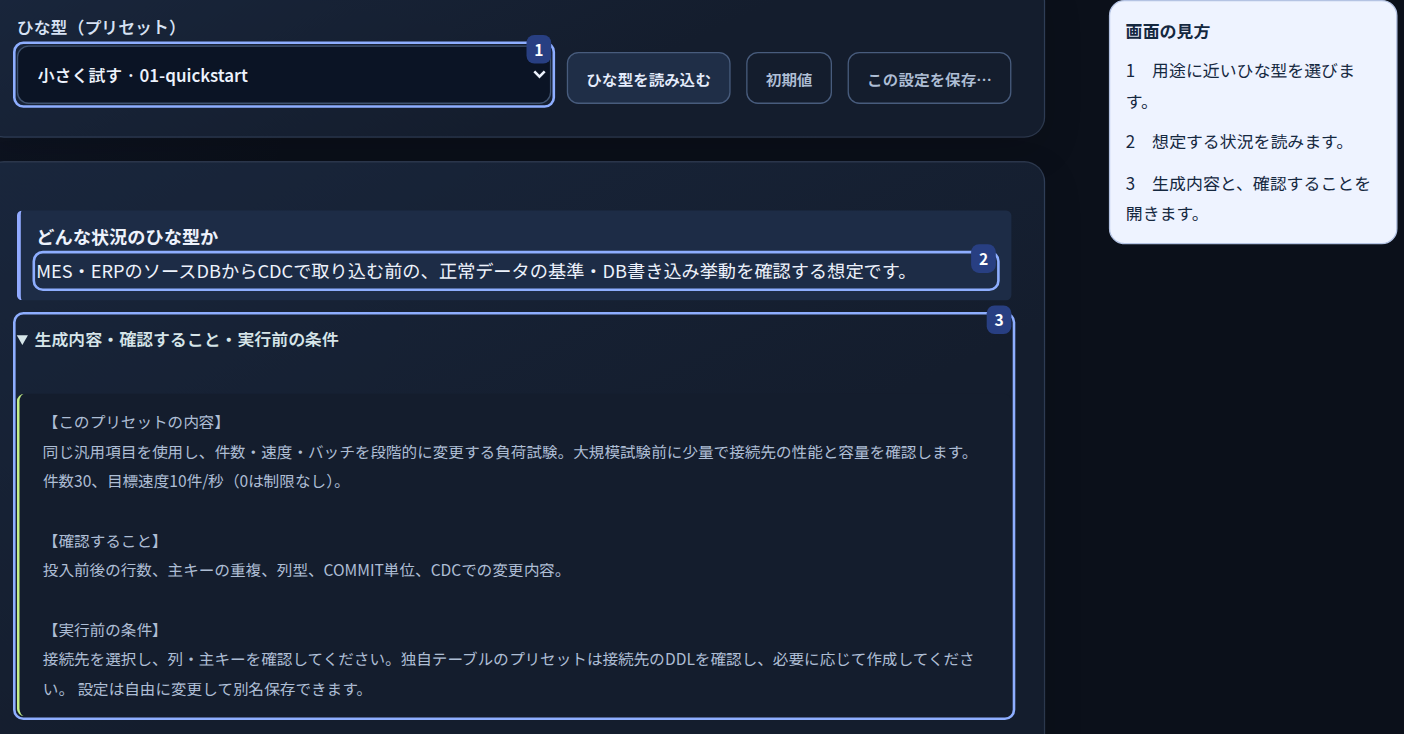 ひな型（プリセット）
1
小さく試す · 01-quickstart
ひな型を読み込む
初期値
この設定を保存…
どんな状況のひな型か
2
MES・ERPのソースDBからCDCで取り込む前の、正常データの基準・DB書き込み挙動を確認する想定です。
3
▼ 生成内容・確認すること・実行前の条件
【このプリセットの内容】
同じ汎用項目を使用し、件数・速度・バッチを段階的に変更する負荷試験。大規模試験前に少量で接続先の性能と容量を確認します。
件数30、目標速度10件/秒（0は制限なし）。
【確認すること】
投入前後の行数、主キーの重複、列型、COMMIT単位、CDCでの変更内容。
【実行前の条件】
接続先を選択し、列・主キーを確認してください。独自テーブルのプリセットは接続先のDDLを確認し、必要に応じて作成してくださ
い。 設定は自由に変更して別名保存できます。
画面の見方
1　用途に近いひな型を選びま
す。
2　想定する状況を読みます。
3　生成内容と、確認することを
開きます。